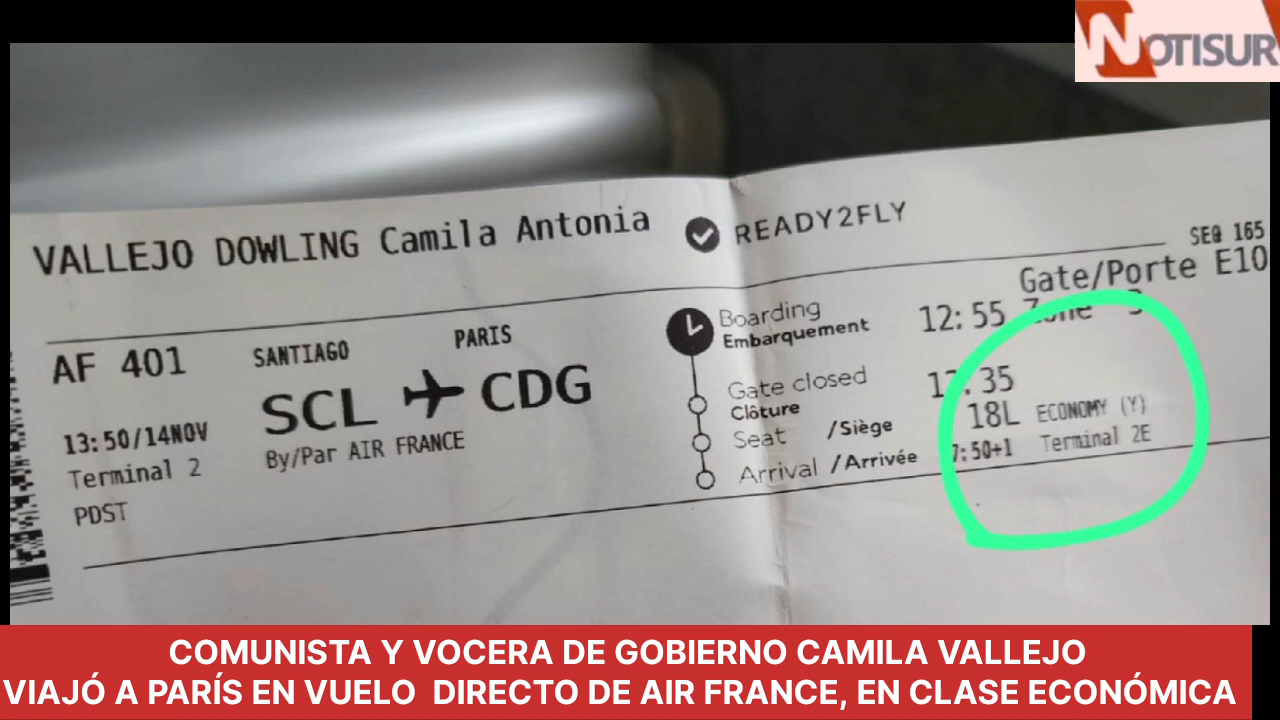 NOTISUR
VALLEJO DOWLING Camila Antonia
READY2FLY
SEQ 165
Gate/Porte E10
AF 401
SANTIAGO
PARIS
SCL CDG
13:50/14NOV
Terminal 2
By/Par AIR FRANCE
PDST
Boarding
Embarquement
12:55 Zone
Gate closed
Clôture
35
Seat /Siège
18L ECONOMY (Y)
Arrival /Arrivée
7:50+1 Terminal 2E
COMUNISTA Y VOCERA DE GOBIERNO CAMILA VALLEJO
VIAJÓ A PARÍS EN VUELO DIRECTO DE AIR FRANCE, EN CLASE ECONÓMICA